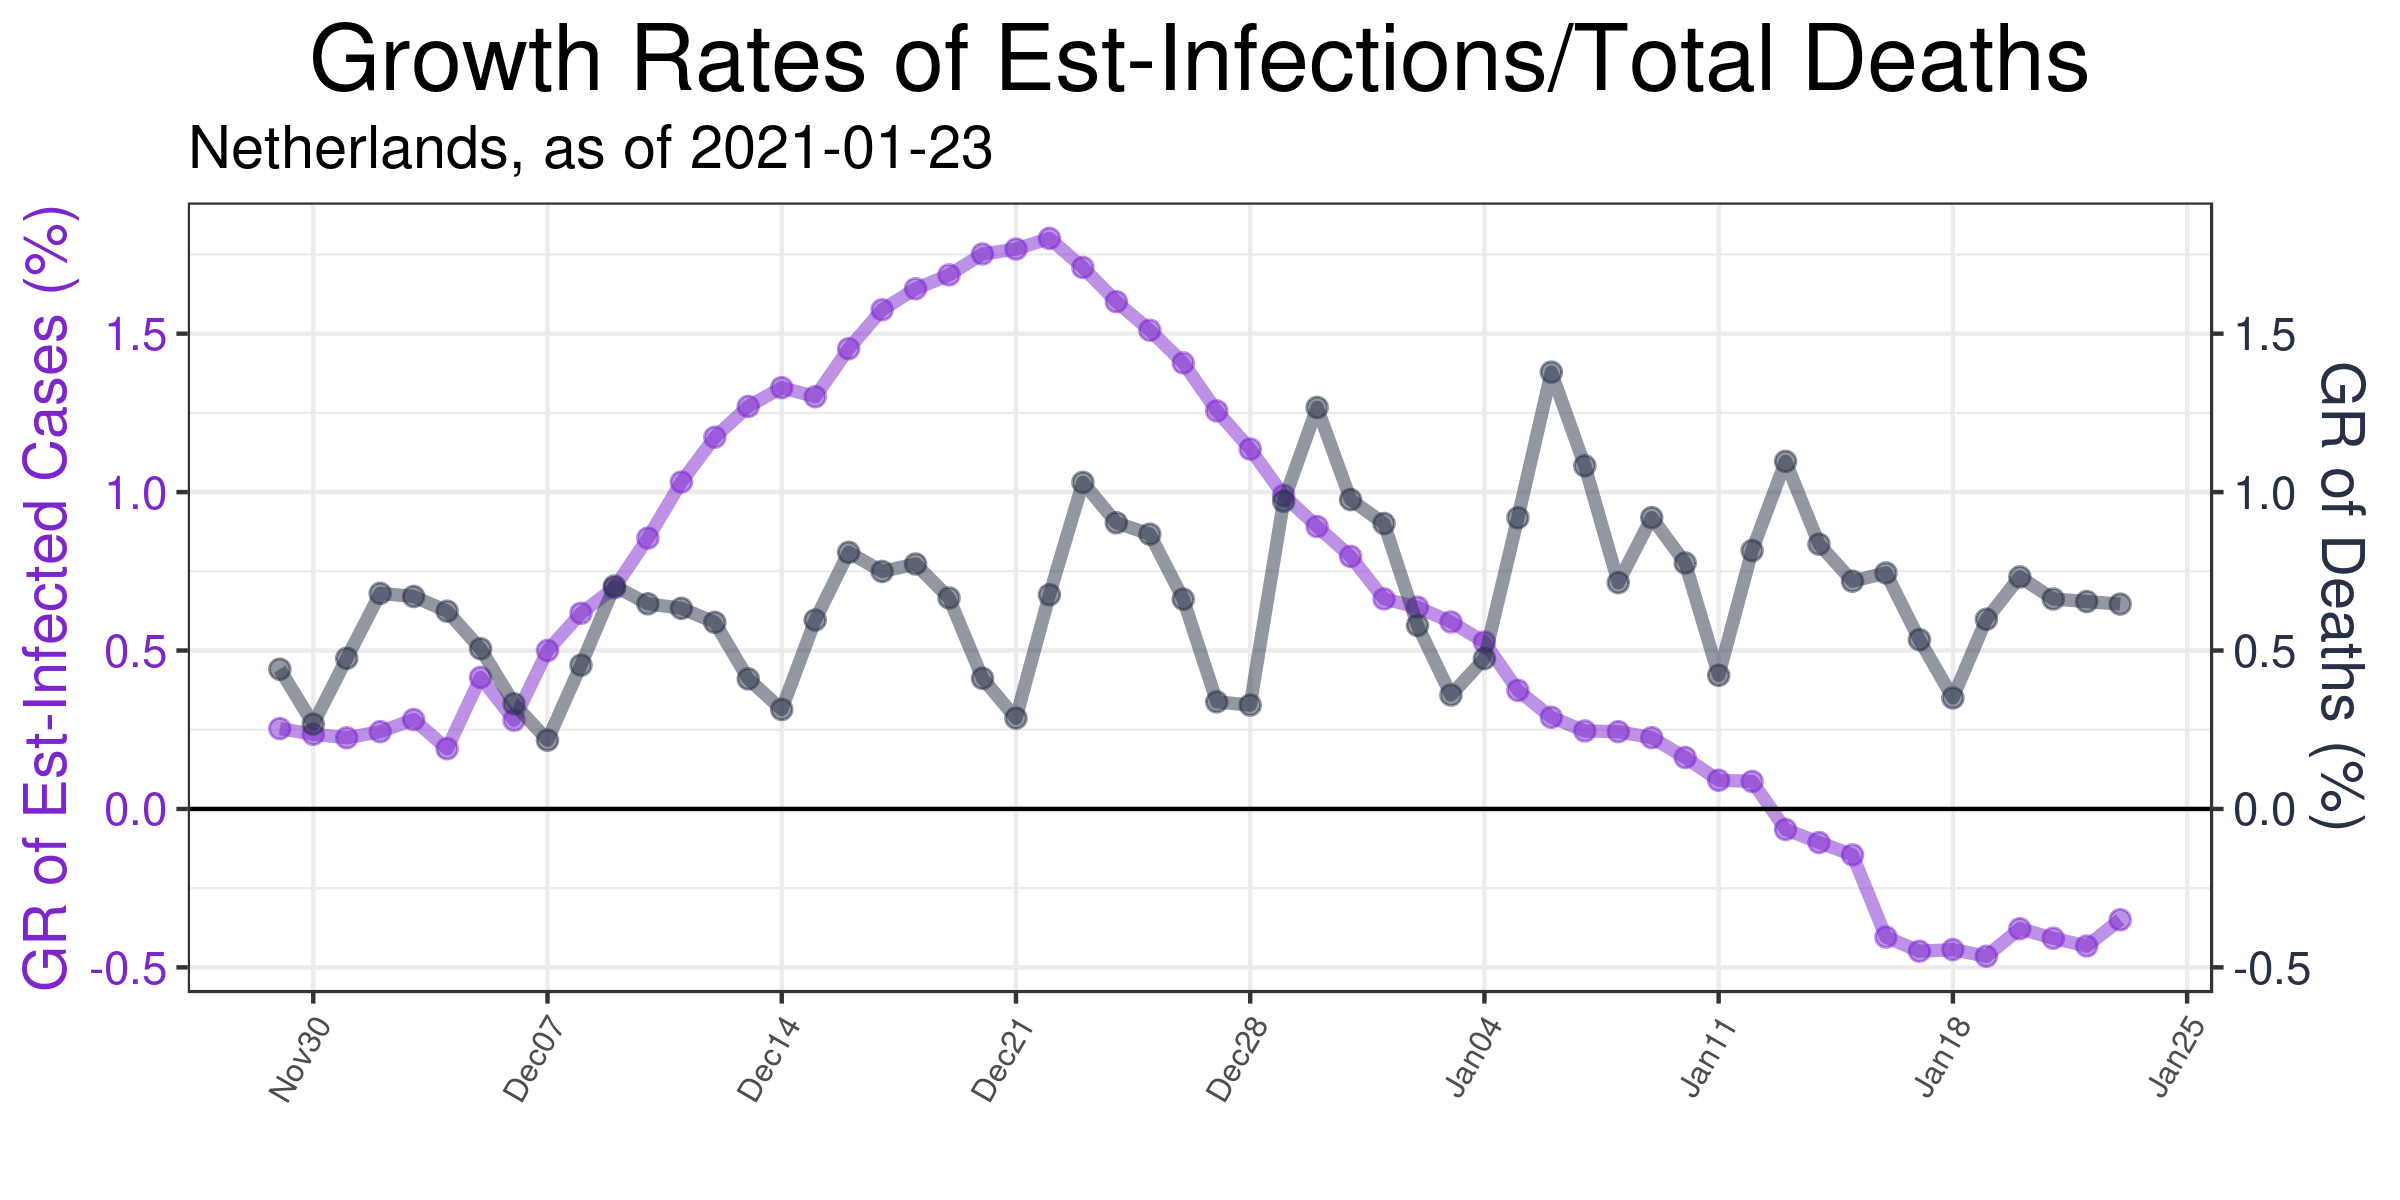 Growth Rates of Est-Infections/Total Deaths
Netherlands, as of 2021-01-23
GR of Est-Infected Cases (%)
1.5
1.0
0.5
0.0
-0.5
1.5
1.0
0.5
0.0
-0.5
GR of Deaths (%)
Nov30
Dec07
Dec14
Dec21
Dec28
Jan04
Jan11
Jan18
Jan25